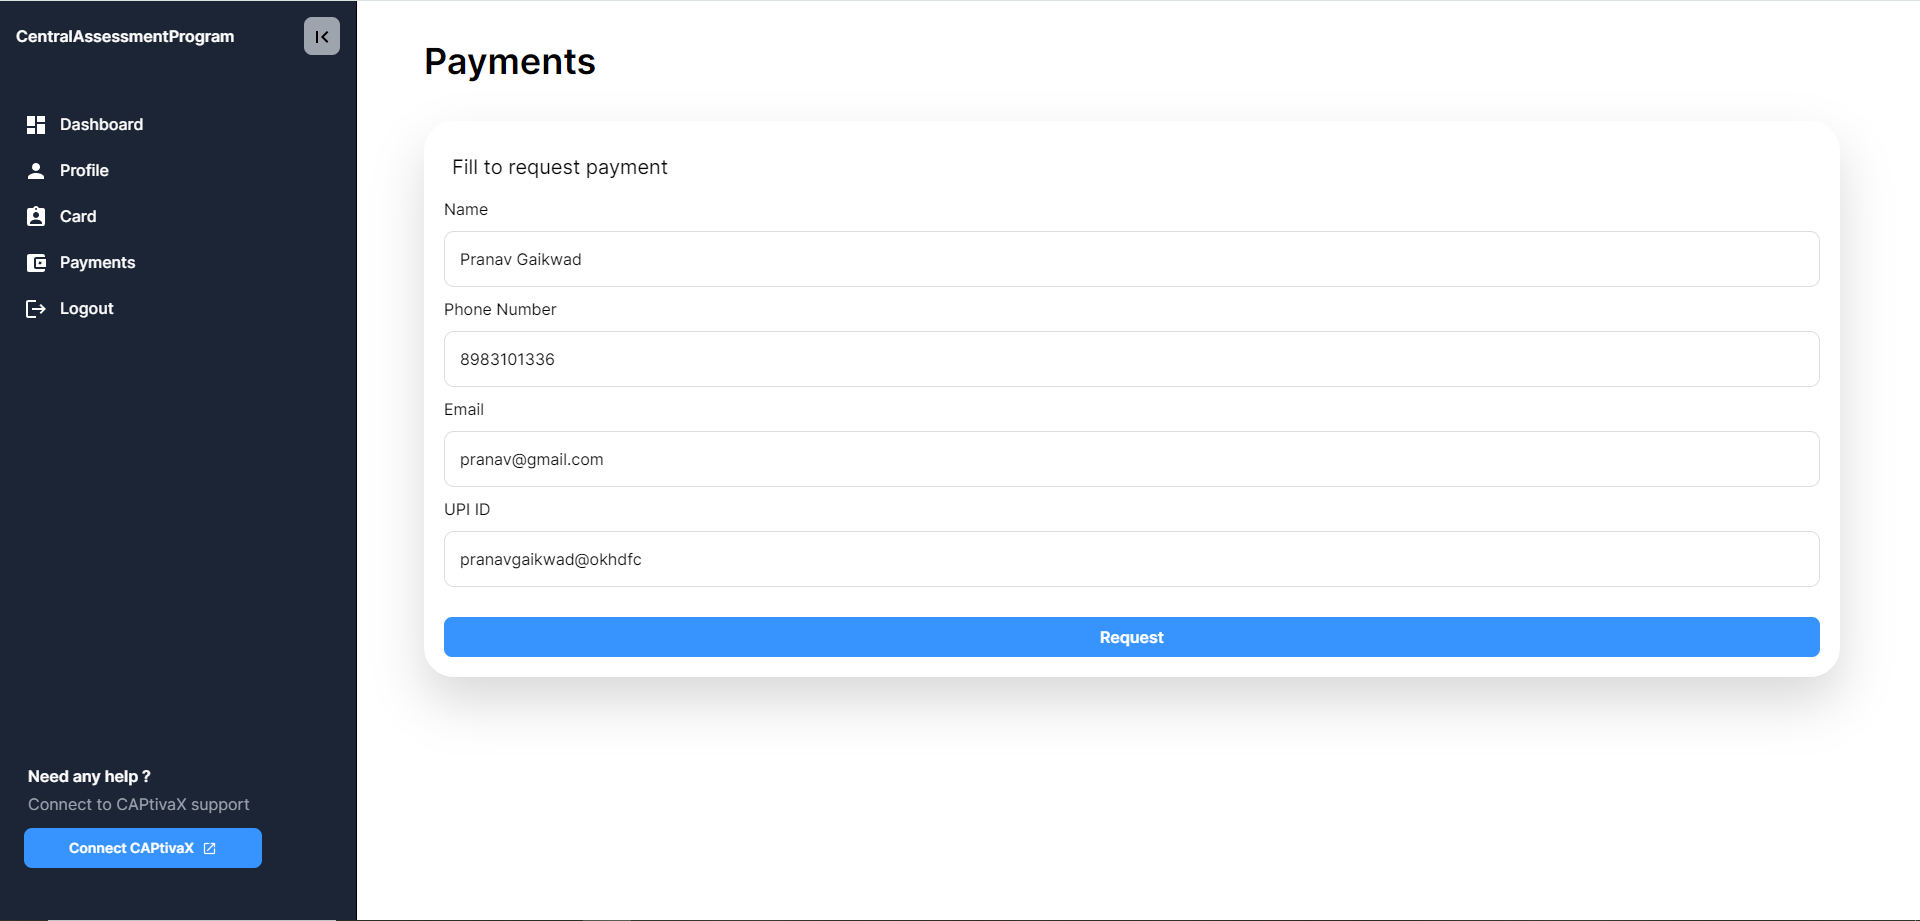 CentralAssessmentProgram
Dashboard
Profile
Card
Payments
Logout
Need any help ?
Connect to CAPtivaX support
Connect CAPtivaX
Payments
Fill to request payment
Name
Pranav Gaikwad
Phone Number
8983101336
Email
pranav@gmail.com
UPI ID
pranavgaikwad@okhdfc
Request